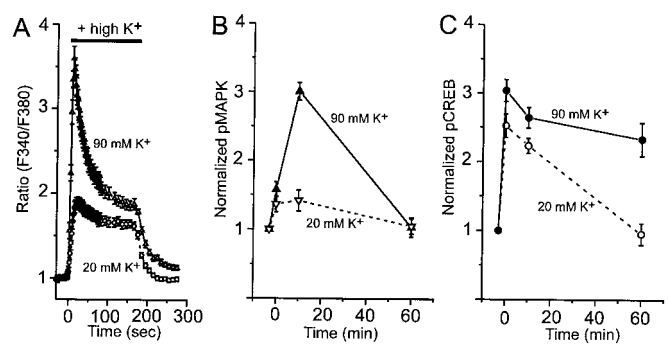 A
+ high K+
Ratio (F340/F380)
4
3
2
1
90 mM K+
20 mM K+
0
100
200
300
Time (sec)
B
Normalized pMAPK
4
3
2
1
90 mM K+
20 mM K+
0
20
40
60
Time (min)
C
Normalized pCREB
4
3
2
1
90 mM K+
20 mM K+
0
20
40
60
Time (min)